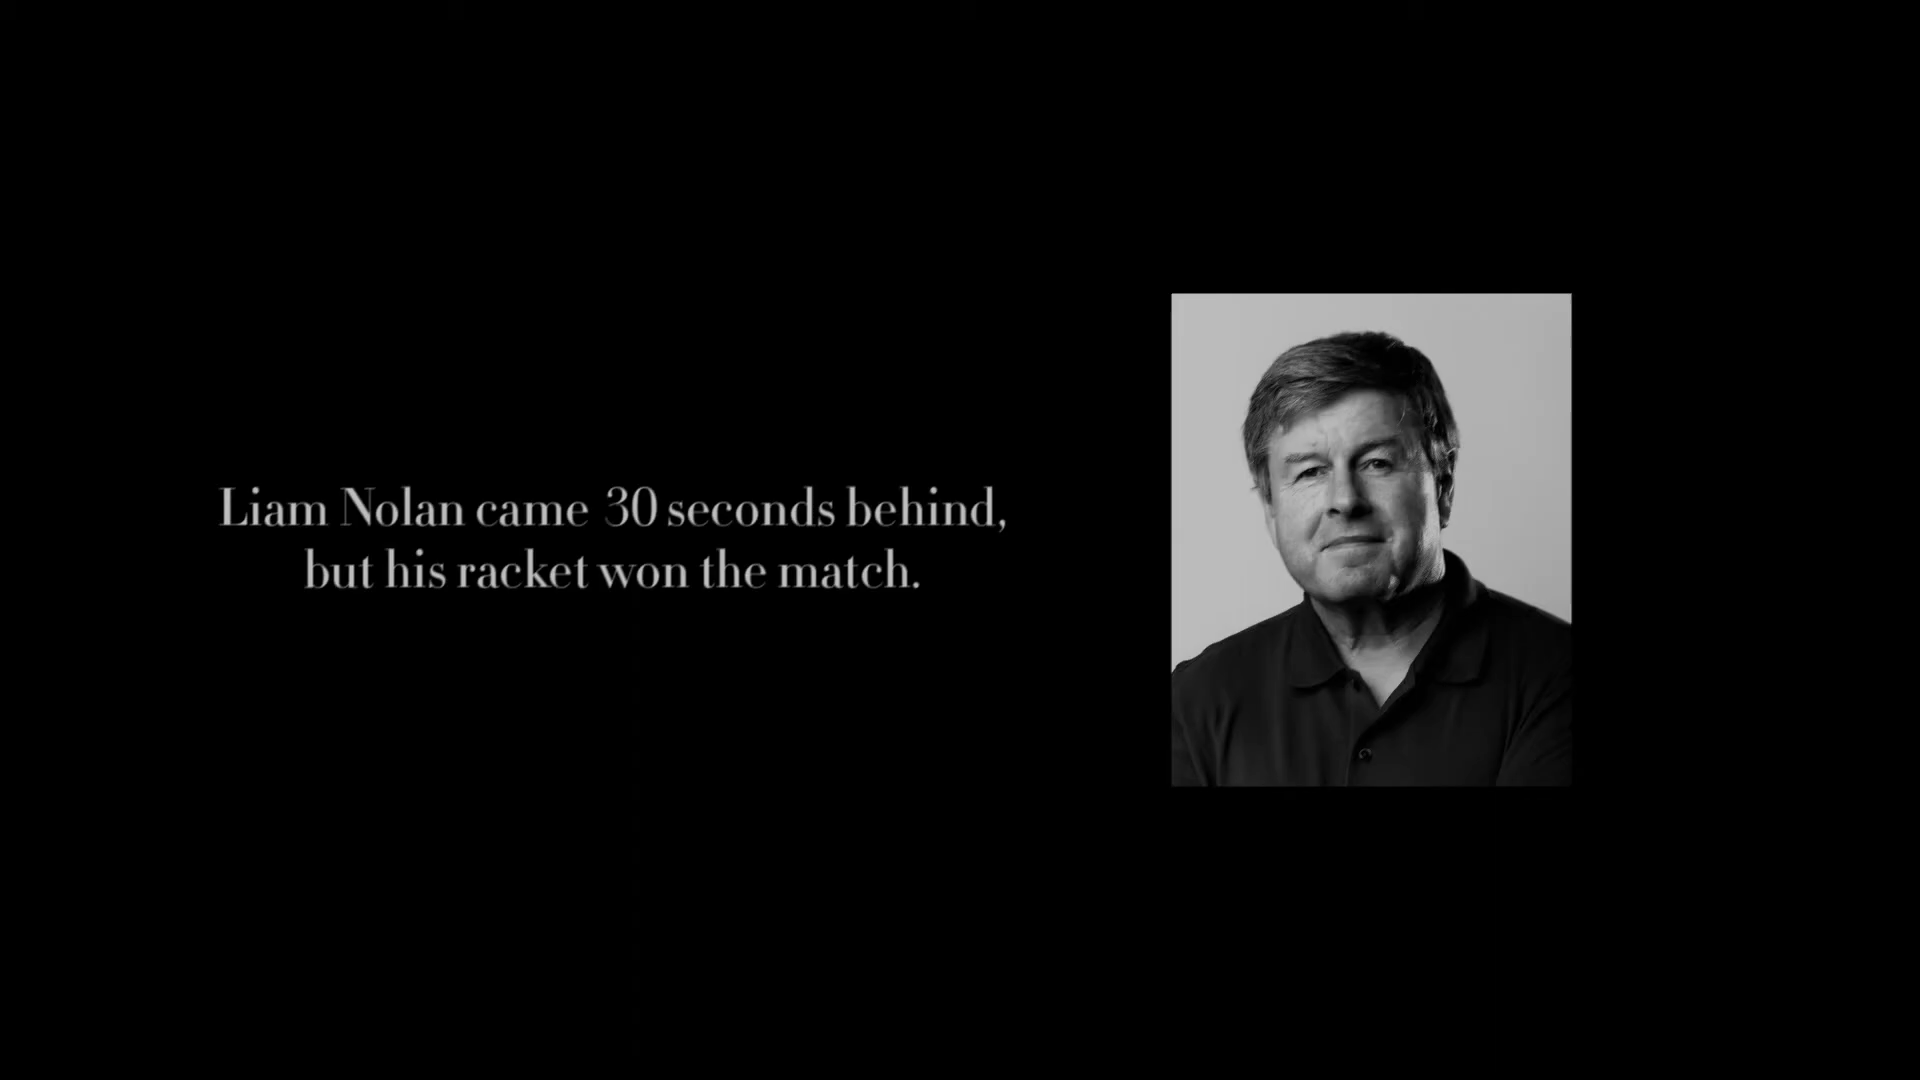 Liam Nolan came 30 seconds behind,
but his racket won the match.